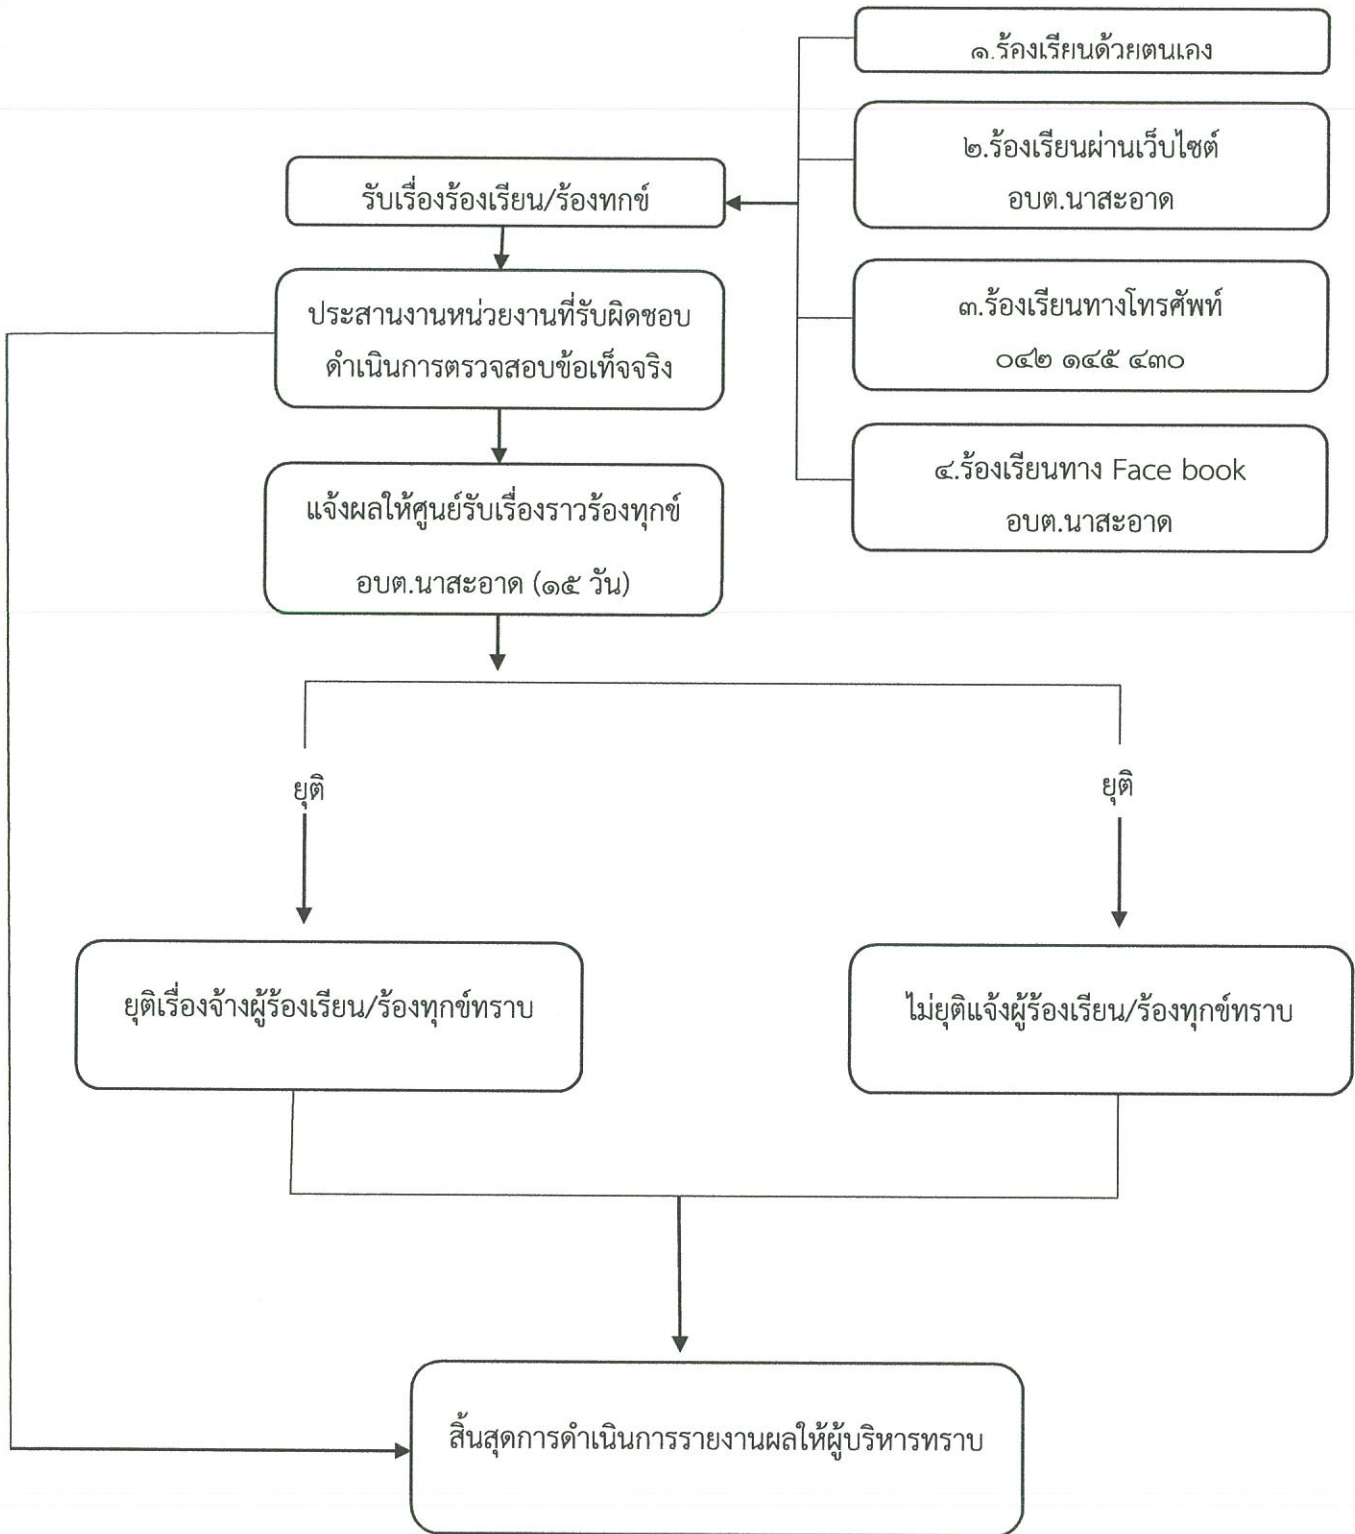 ๑.ร้องเรียนด้วยตนเอง
๒.ร้องเรียนผ่านเว็บไซต์
อบต.นาสะอาด
รับเรื่องร้องเรียน/ร้องทกข์
ประสานงานหน่วยงานที่รับผิดชอบ
ดำเนินการตรวจสอบข้อเท็จจริง
๓.ร้องเรียนทางโทรศัพท์
๐๔๒ ๑๔๕ ๔๓๐
แจ้งผลให้ศูนย์รับเรื่องราวร้องทุกข์
อบต.นาสะอาด (๑๕ วัน)
๔.ร้องเรียนทาง Face book
อบต.นาสะอาด
ยุติ
ยุติ
ยุติเรื่องจ้างผู้ร้องเรียน/ร้องทุกข์ทราบ
ไม่ยุติแจ้งผู้ร้องเรียน/ร้องทุกข์ทราบ
สิ้นสุดการดำเนินการรายงานผลให้ผู้บริหารทราบ